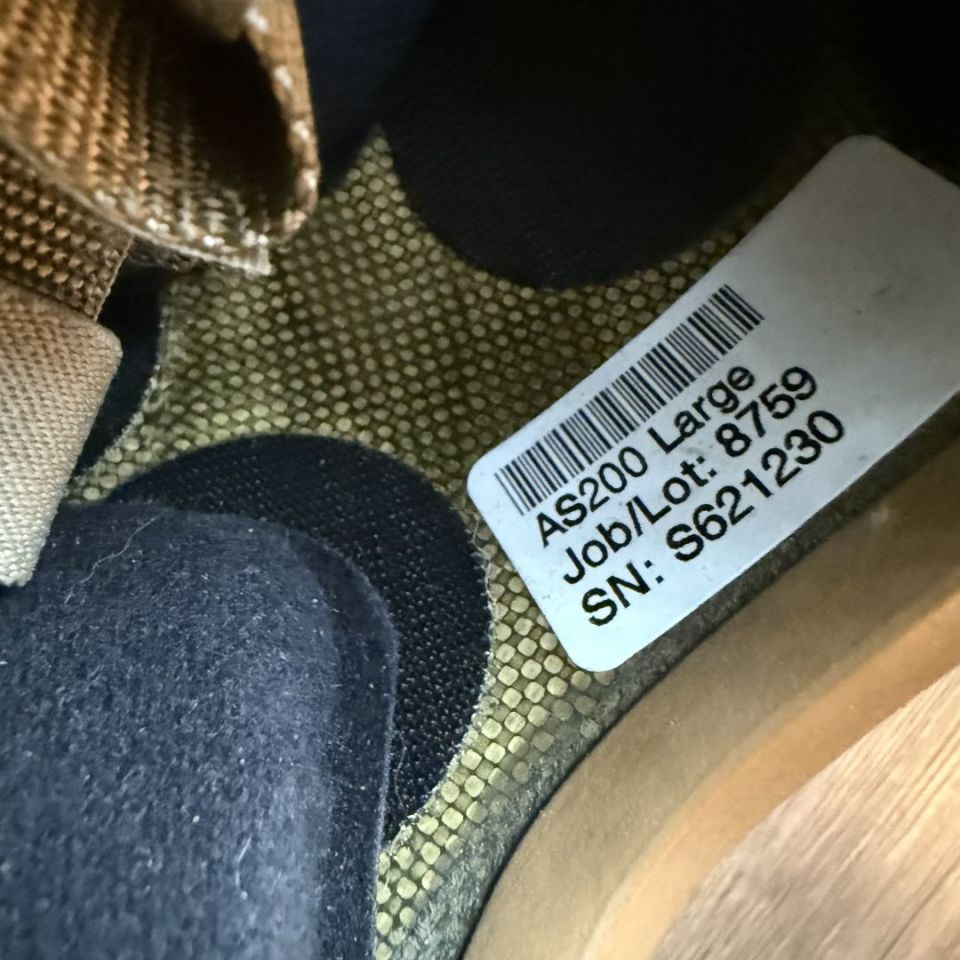 AS200 Large
Job/Lot: 8759
SN: S621230